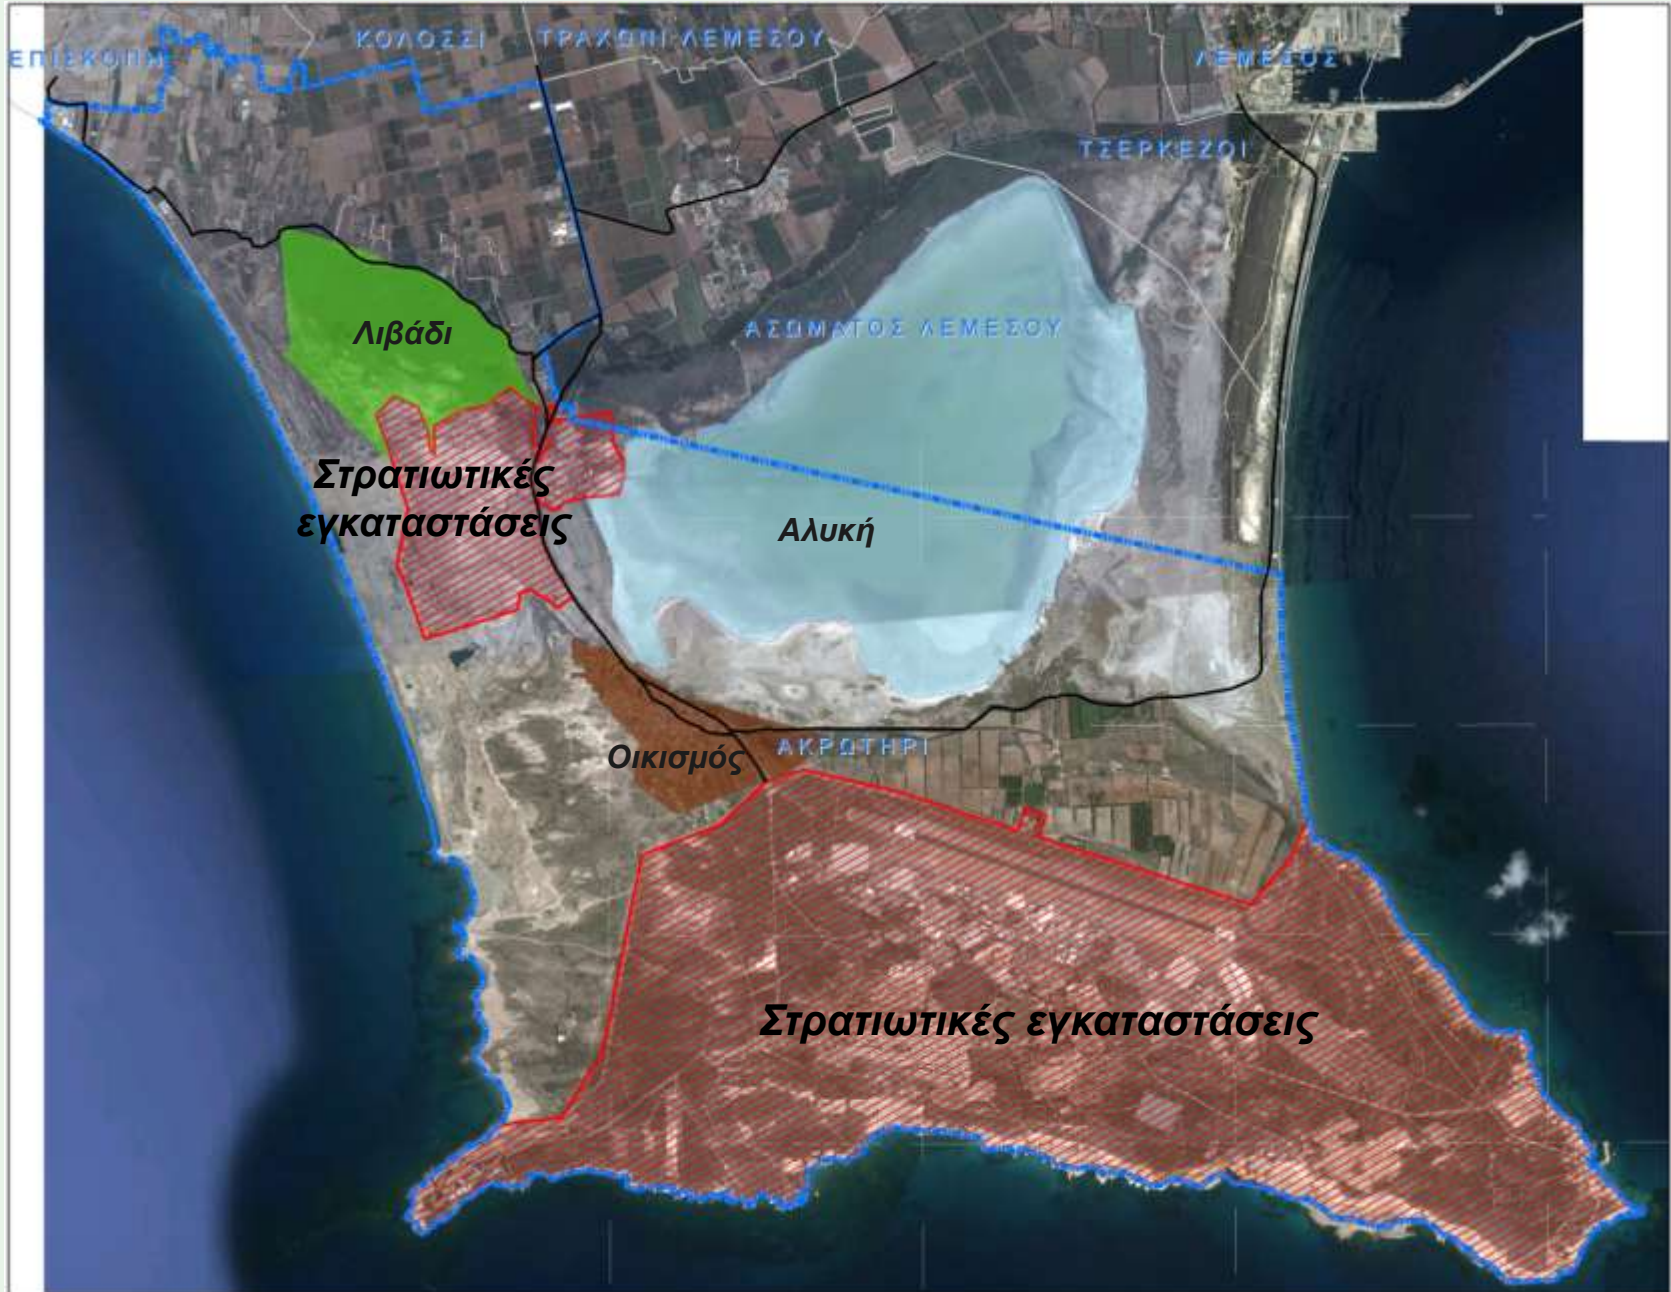 ΕΠΙΣΚΟΠΗ
ΚΟΛΟΣΣΙ
ΤΡΑΧΩΝΙ ΛΕΜΕΣΟΥ
ΛΕΜΕΣΟΣ
ΤΣΕΡΚΕΖΟΙ
ΑΣΩΜΑΤΟΣ ΛΕΜΕΣΟΥ
Λιβάδι
Στρατιωτικές
εγκαταστάσεις
Αλυκή
Οικισμός
ΑΚΡΩΤΗΡΙ
Στρατιωτικές εγκαταστάσεις